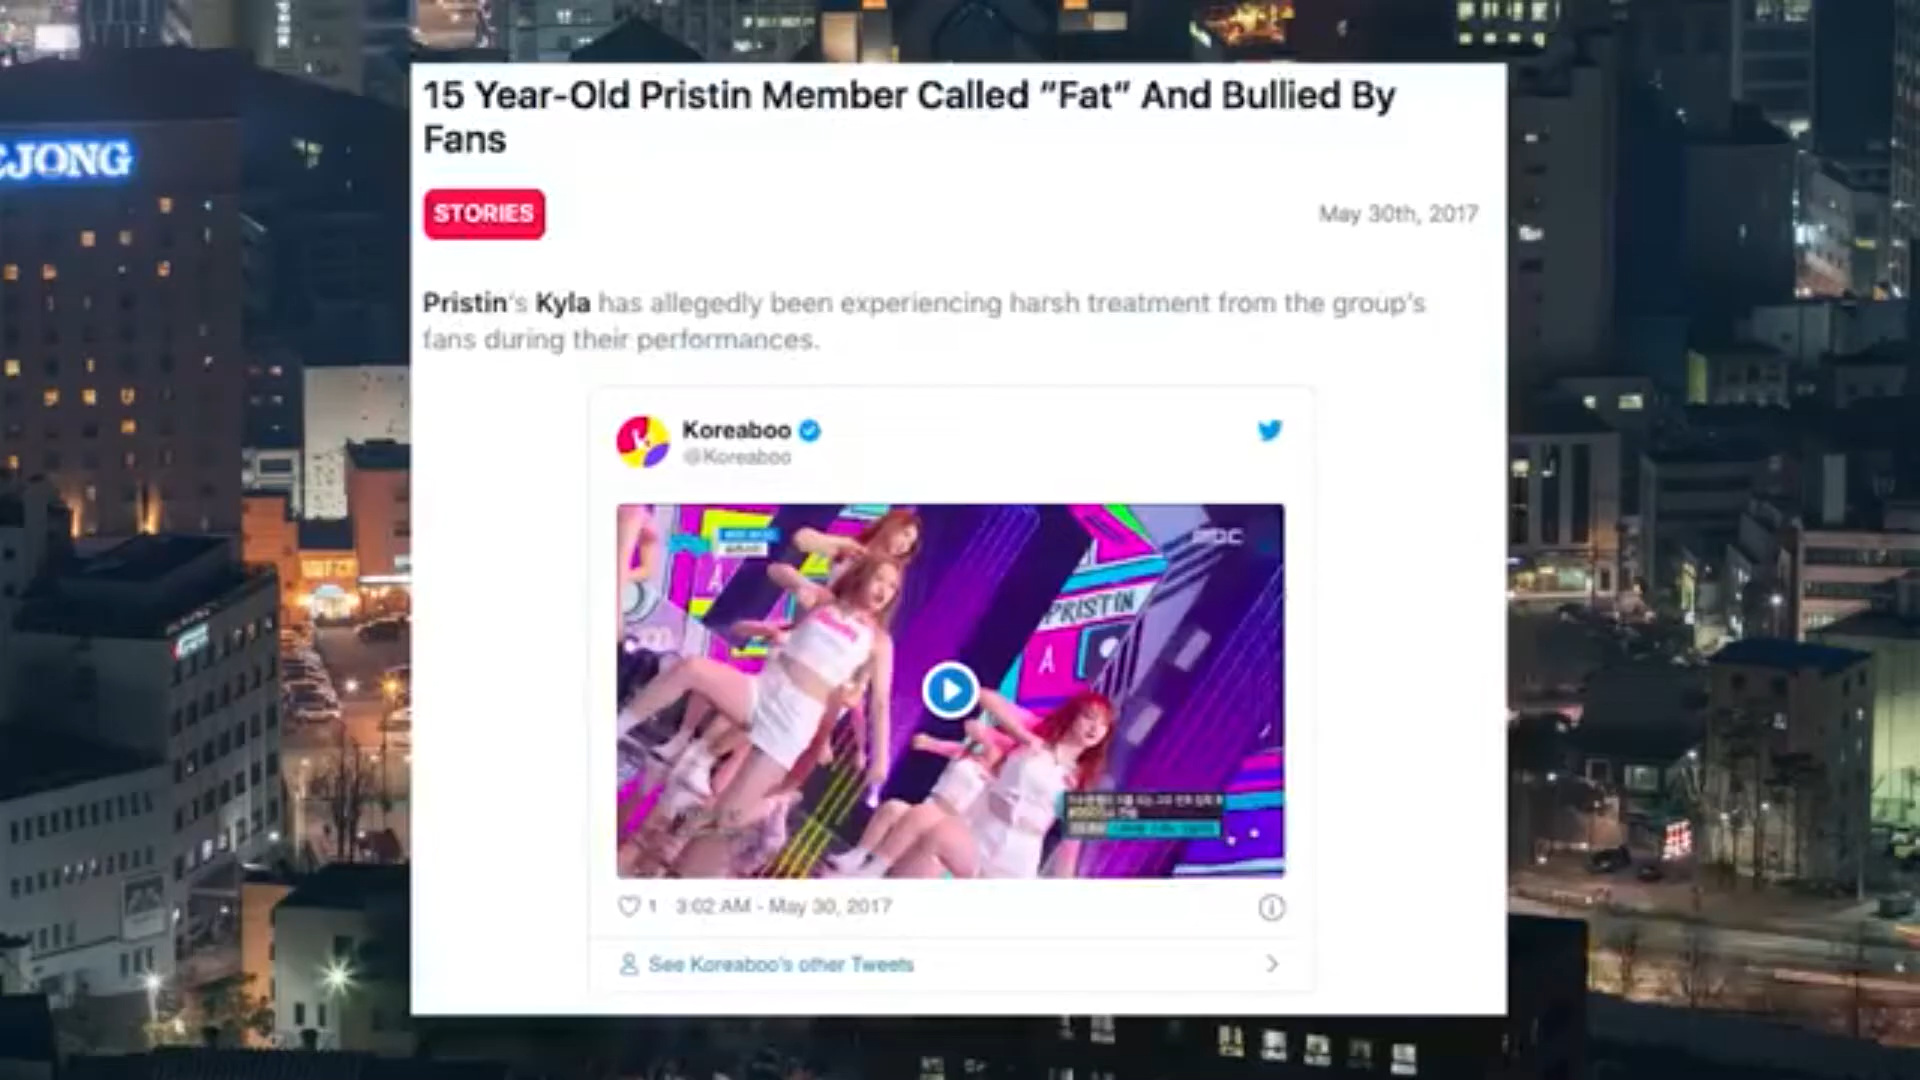 EJONG
15 Year-Old Pristin Member Called “Fat” And Bullied By
Fans
STORIES
May 30th, 2017
Pristin's Kyla has allegedly been experiencing harsh treatment from the group's
fans during their performances.
Koreaboo
@Koreaboo
mbc
PRISTIN
A
A
1 3:02 AM - May 30, 2017
See Koreaboo's other Tweets